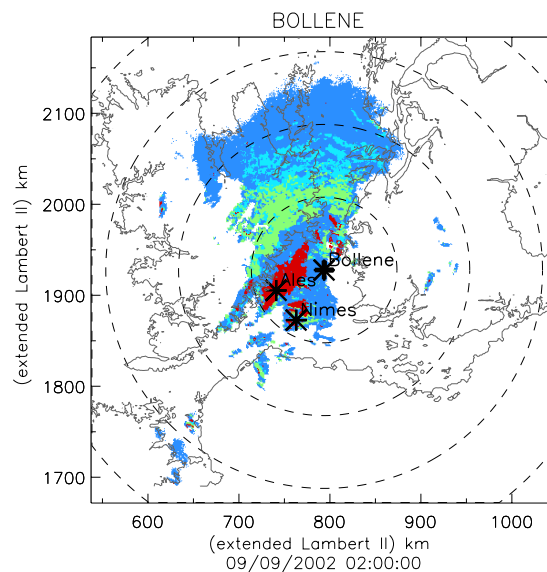 BOLLENE
(extended Lambert II) km
2100
2000
1900
1800
1700
Bollene
Ales
Nimes
600 700 800 900 1000
(extended Lambert II) km
09/09/2002 02:00:00